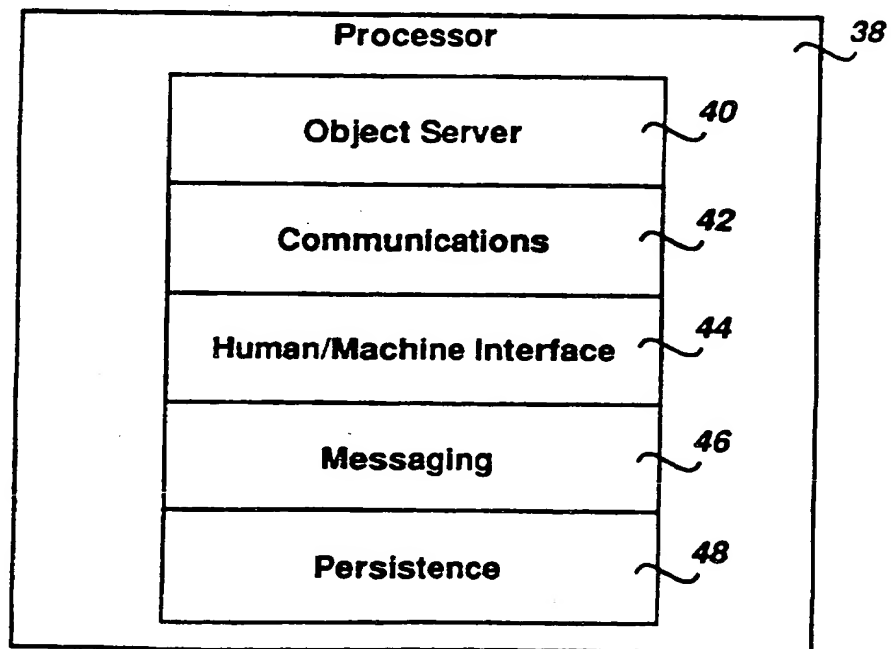 Processor 38
Object Server 40
Communications 42
Human/Machine Interface 44
Messaging 46
Persistence 48